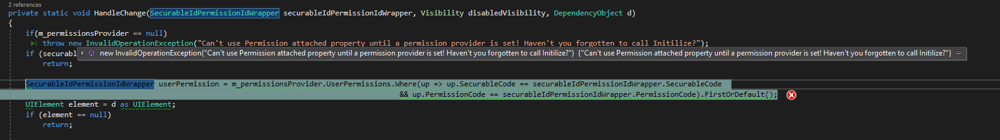 2 references
private static void HandleChange(SecurableIdPermissionIdWrapper securableIdPermissionIdWrapper, Visibility disabledVisibility, DependencyObject d)
{
if(m_permissionsProvider == null)
throw new InvalidOperationException("Can't use Permission attached property until a permission provider is set! Haven't you forgotten to call Initilize?");
if (securabl
new InvalidOperationException("Can't use Permission attached property until a permission provider is set! Haven't you forgotten to call Initilize?") {"Can't use Permission attached property until a permission provider is set! Haven't you forgotten to call Initilize?"}
return;
SecurableIdPermissionIdWrapper userPermission = m_permissionsProvider.UserPermissions.Where(up => up.SecurableCode == securableIdPermissionIdWrapper.SecurableCode
&& up.PermissionCode == securableIdPermissionIdWrapper.PermissionCode).FirstOrDefault();
UIElement element = d as UIElement;
if (element == null)
return;